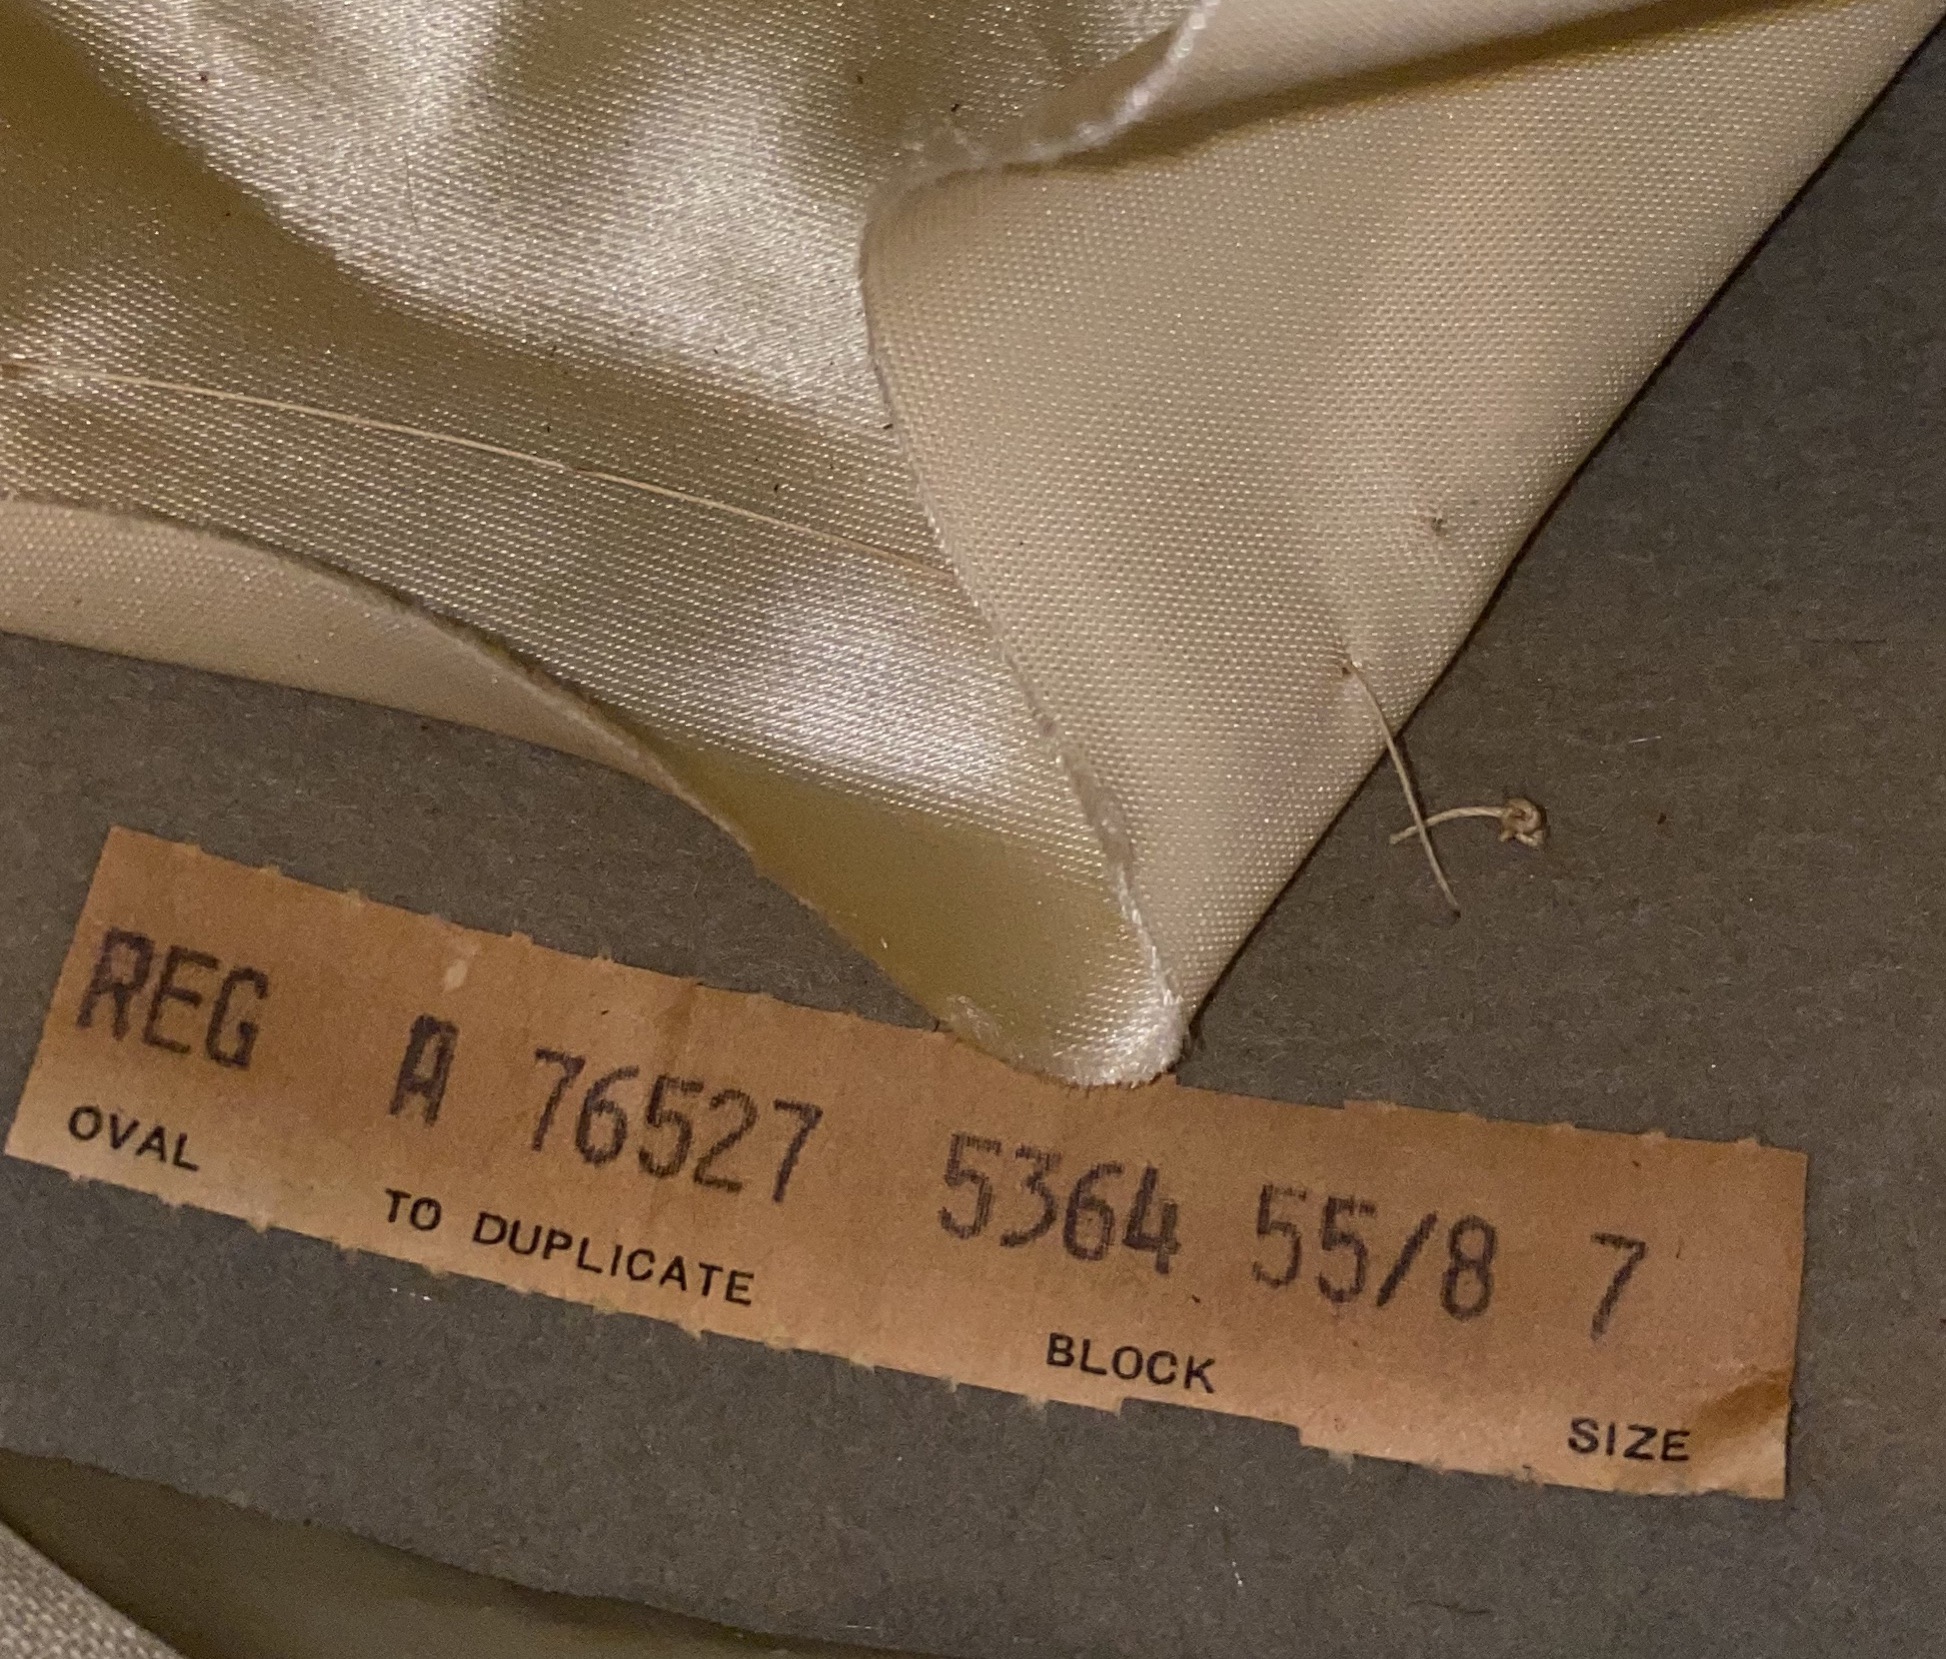 REG A 76527 5364 55/8 7
OVAL TO DUPLICATE BLOCK SIZE